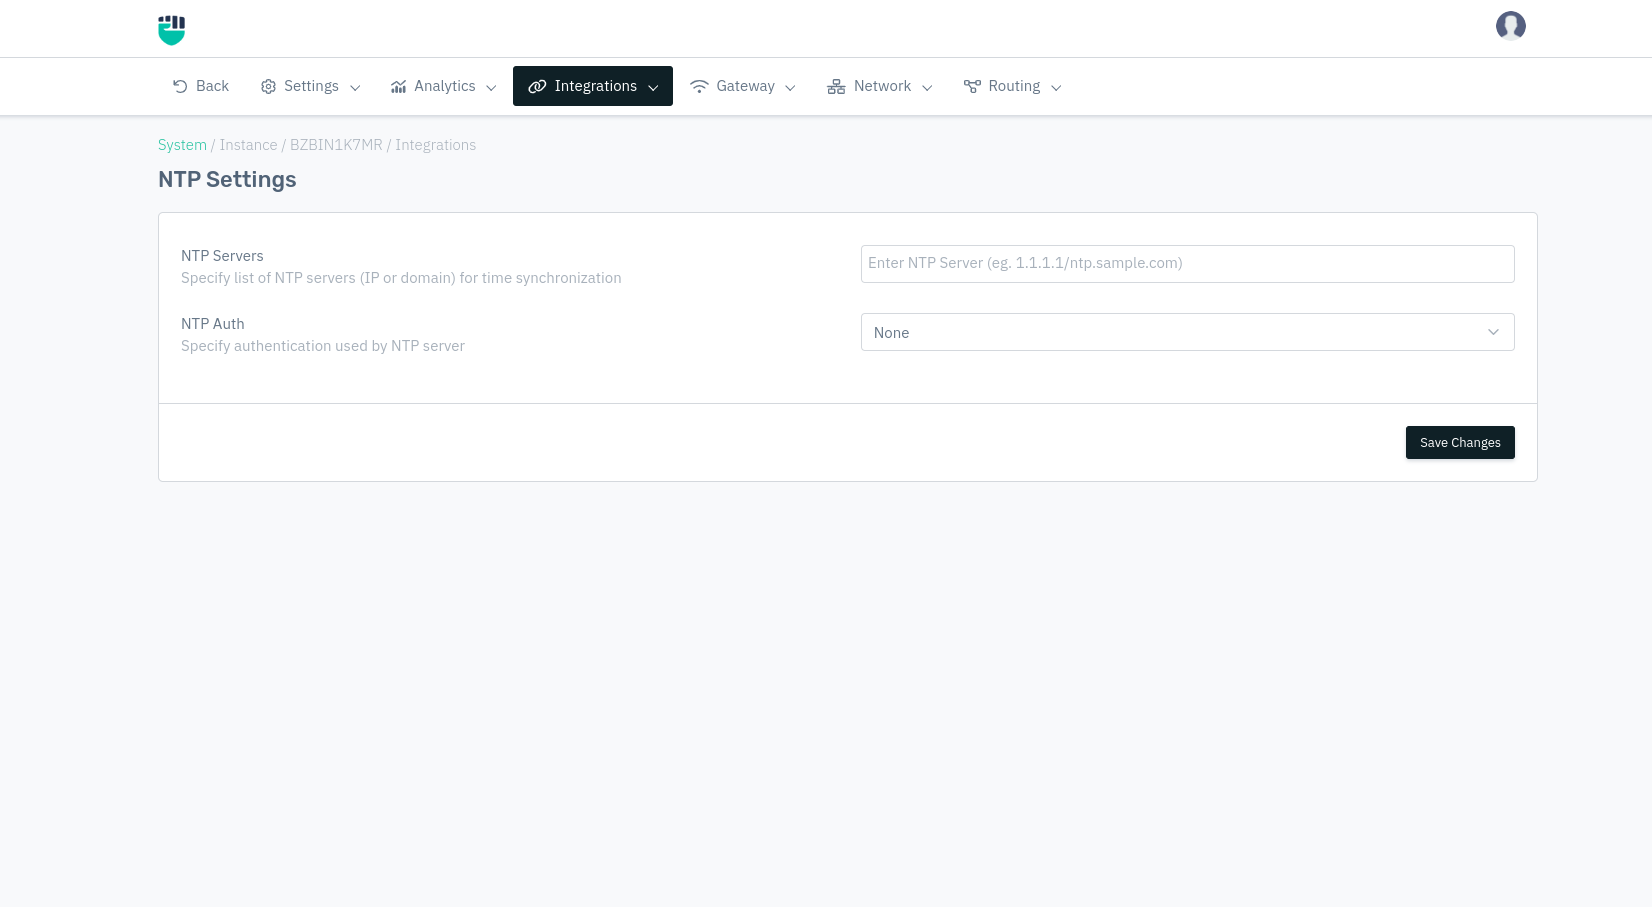 Back Settings Analytics Integrations Gateway Network Routing
System / Instance / BZBIN1K7MR / Integrations
NTP Settings
NTP Servers
Specify list of NTP servers (IP or domain) for time synchronization
Enter NTP Server (eg. 1.1.1.1/ntp.sample.com)
NTP Auth
Specify authentication used by NTP server
None
Save Changes